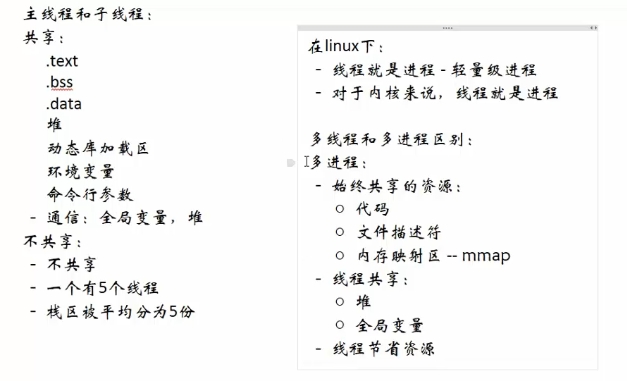 主线程和子线程：
共享：
.text
.bss
.data
堆
动态库加载区
环境变量
命令行参数
- 通信：全局变量，堆
不共享：
- 不共享
- 一个有5个线程
- 栈区被平均分为5份
在linux下：
- 线程就是进程-轻量级进程
- 对于内核来说，线程就是进程
多线程和多进程区别：
多进程：
- 始终共享的资源：
○ 代码
○ 文件描述符
○ 内存映射区 -- mmap
- 线程共享：
○ 堆
○ 全局变量
- 线程节省资源